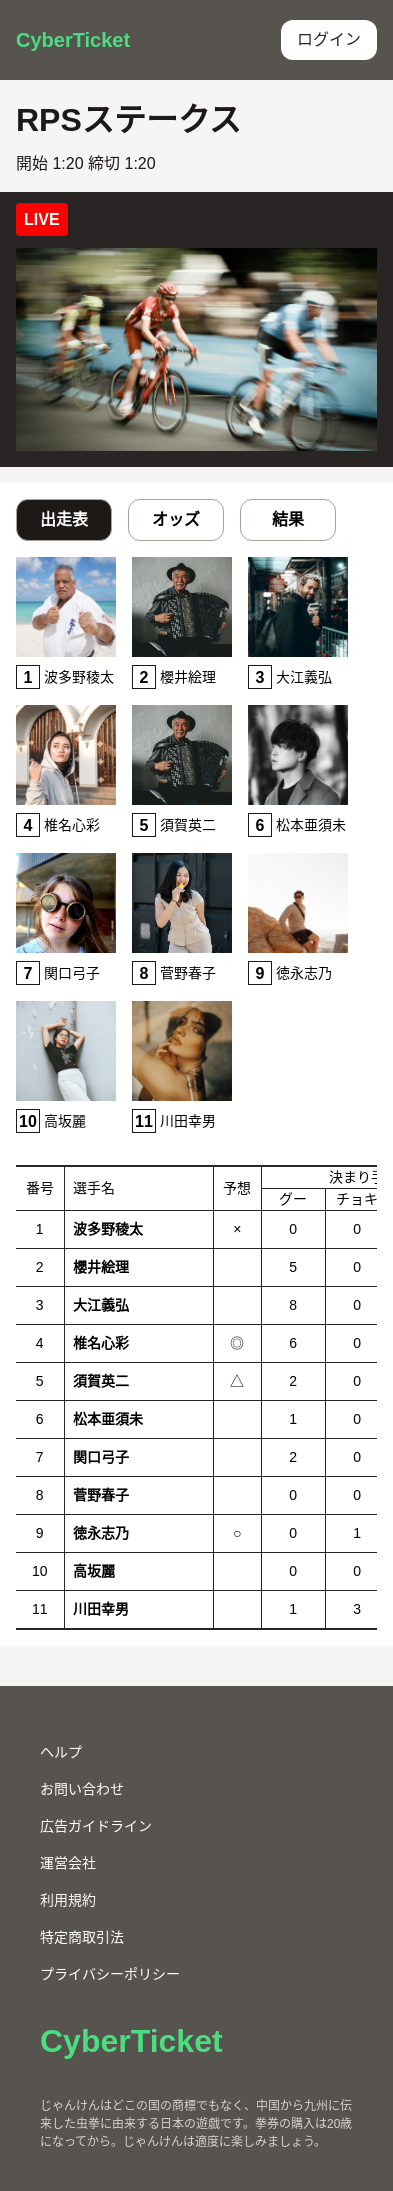 CyberTicket
ログイン
RPSステークス
開始 1:20 締切 1:20
LIVE
出走表 オッズ 結果
1 波多野稜太 2 櫻井絵理 3 大江義弘
4 椎名心彩 5 須賀英二 6 松本亜須未
7 関口弓子 8 菅野春子 9 徳永志乃
10 高坂麗 11 川田幸男
番号 選手名 予想 決まり手
グー チョキ
1 波多野稜太 × 0 0
2 櫻井絵理 5 0
3 大江義弘 8 0
4 椎名心彩 ◎ 6 0
5 須賀英二 △ 2 0
6 松本亜須未 1 0
7 関口弓子 2 0
8 菅野春子 0 0
9 徳永志乃 ○ 0 1
10 高坂麗 0 0
11 川田幸男 1 3
ヘルプ
お問い合わせ
広告ガイドライン
運営会社
利用規約
特定商取引法
プライバシーポリシー
CyberTicket
じゃんけんはどこの国の商標でもなく、中国から九州に伝
来した虫拳に由来する日本の遊戯です。拳券の購入は20歳
になってから。じゃんけんは適度に楽しみましょう。